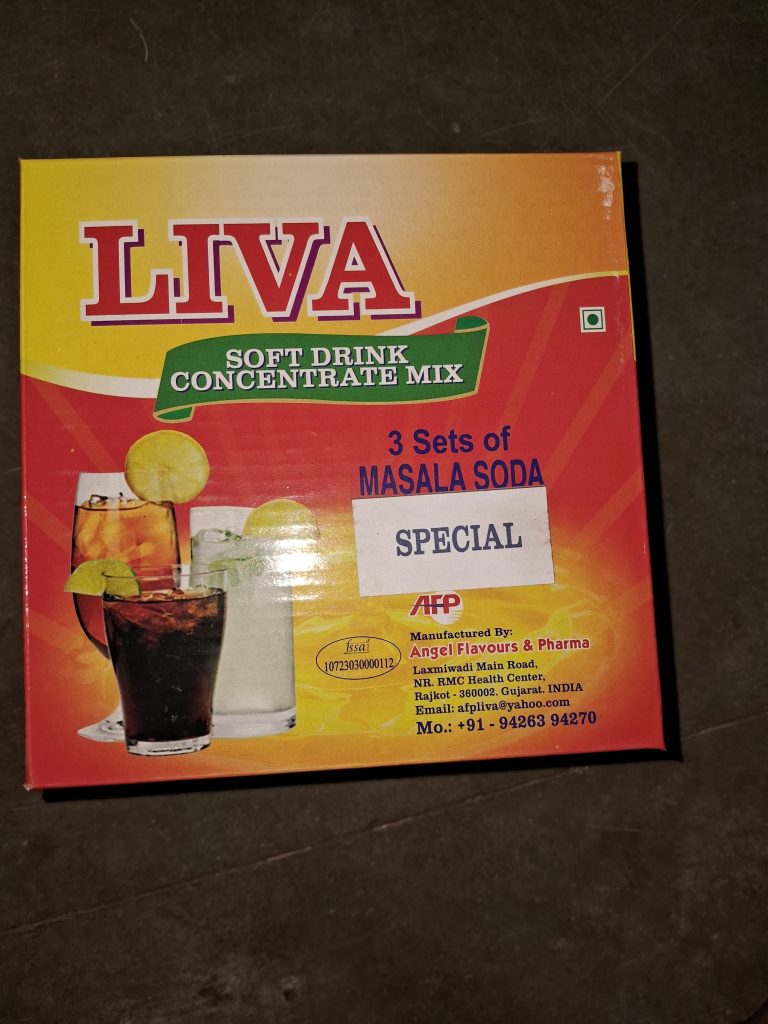 LIVA
SOFT DRINK
CONCENTRATE MIX
3 Sets of
MASALA SODA
SPECIAL
AFP
fssai
10723030000112
Manufactured By:
Angel Flavours & Pharma
Laxmiwadi Main Road,
NR. RMC Health Center,
Rajkot - 360002. Gujarat. INDIA
Email: afpliva@yahoo.com
Mo.: +91 - 94263 94270